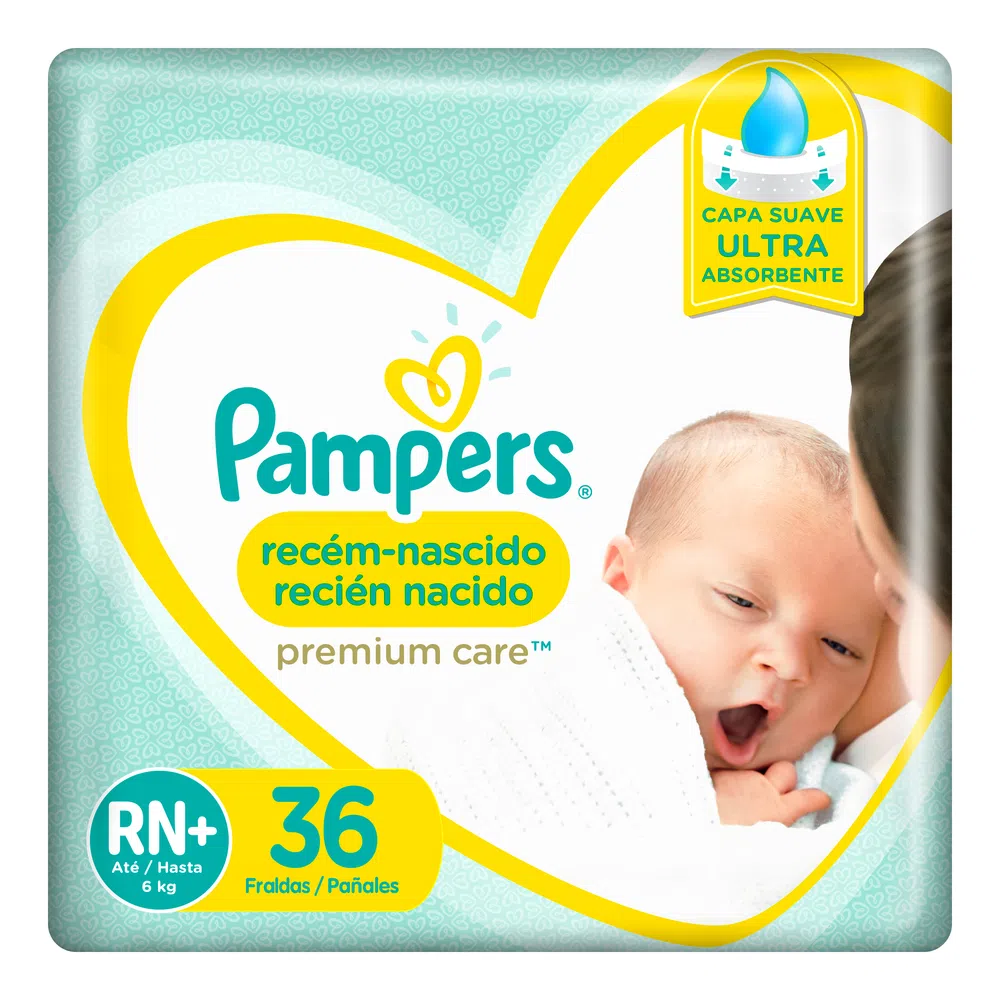 CAPA SUAVE
ULTRA
ABSORBENTE
Pampers®
recém-nascido
recién nacido
premium care™
RN+
Até / Hasta
6 kg
36
Fraldas / Pañales